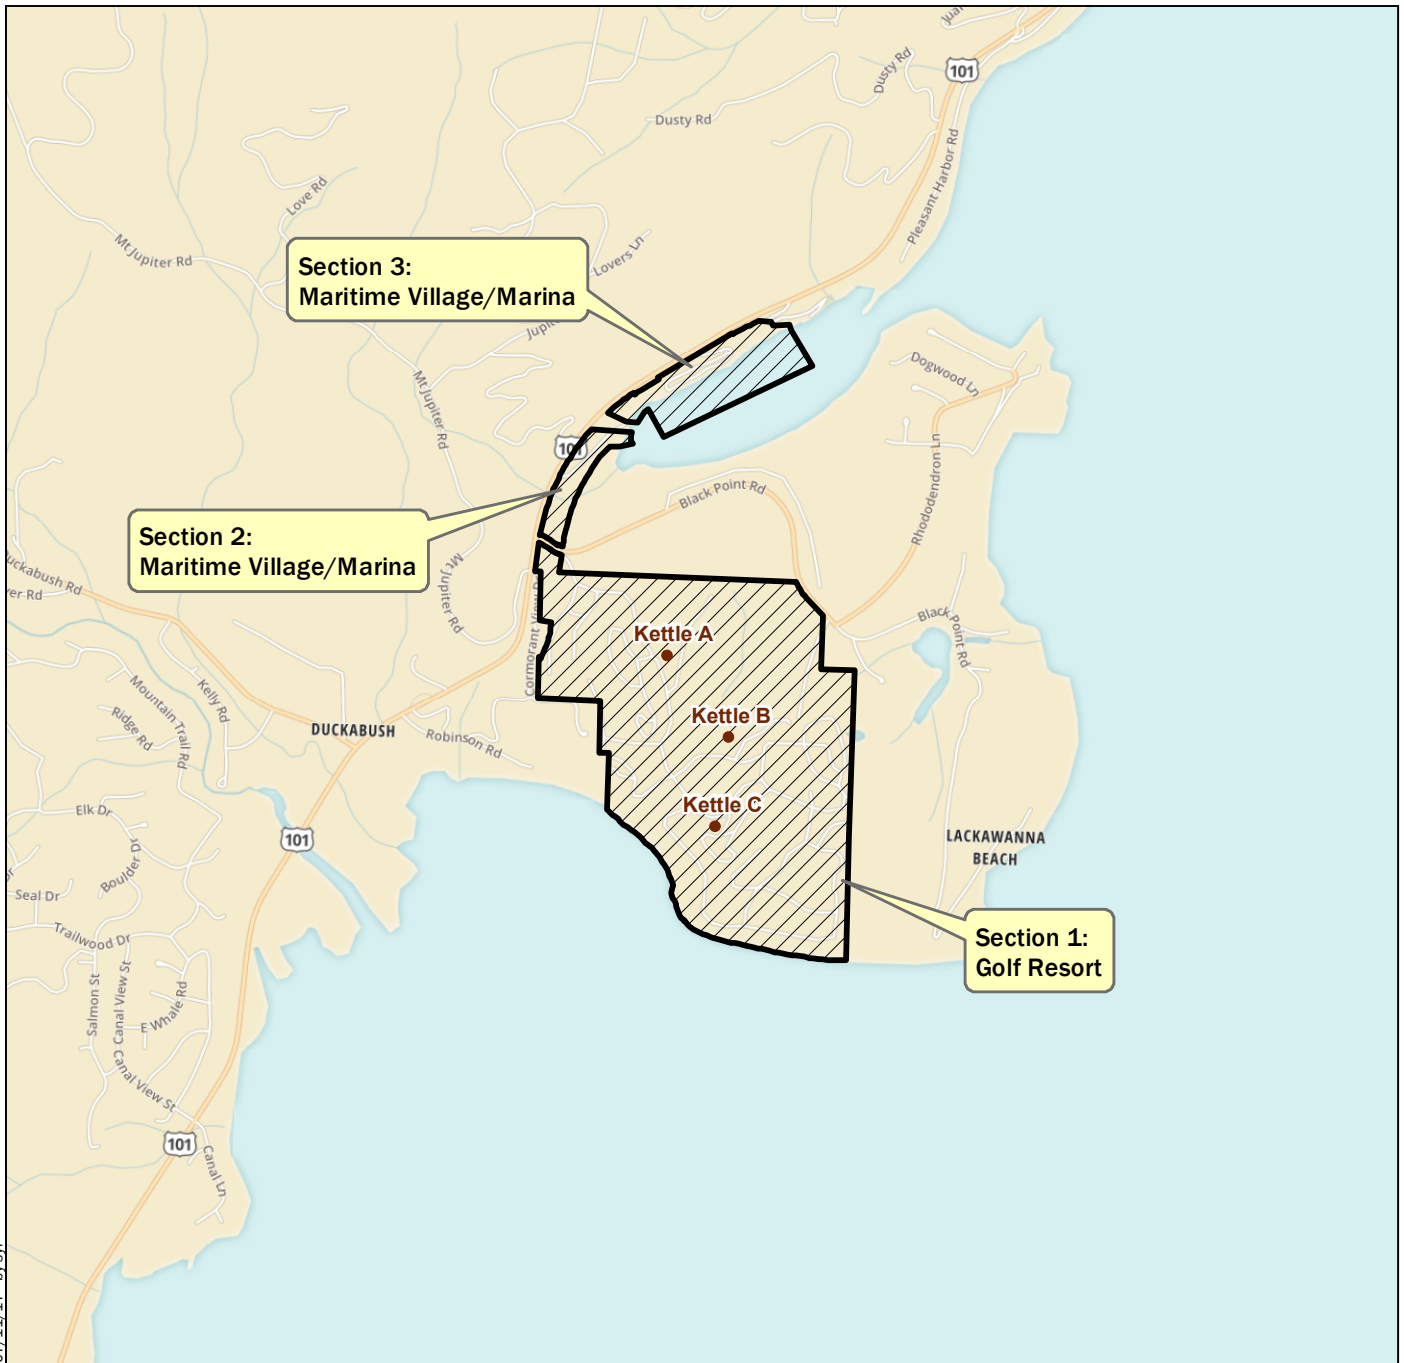 101
Dusty Rd
Dusty Rd
Pleasant Harbor Rd
Love Rd
Mt Jupiter Rd
Lovers Ln
Section 3:
Maritime Village/Marina
Mt Jupiter Rd
Dogwood Ln
101
Rhododendron Ln
Black Point Rd
Section 2:
Maritime Village/Marina
Duckabush Rd
Mt Jupiter Rd
Cormorant View
Black Point Rd
Kettle A
Kettle B
Kettle C
Mountain Trail Rd
Kelly Rd
Ridge Rd
DUCKABUSH
Robinson Rd
Elk Dr
101
Boulder Dr
LACKAWANNA
BEACH
Seal Dr
Trailwood Dr
Section 1:
Golf Resort
Salmon St
Canal View St
E Whale Rd
Canal View St
101
Canal Ln